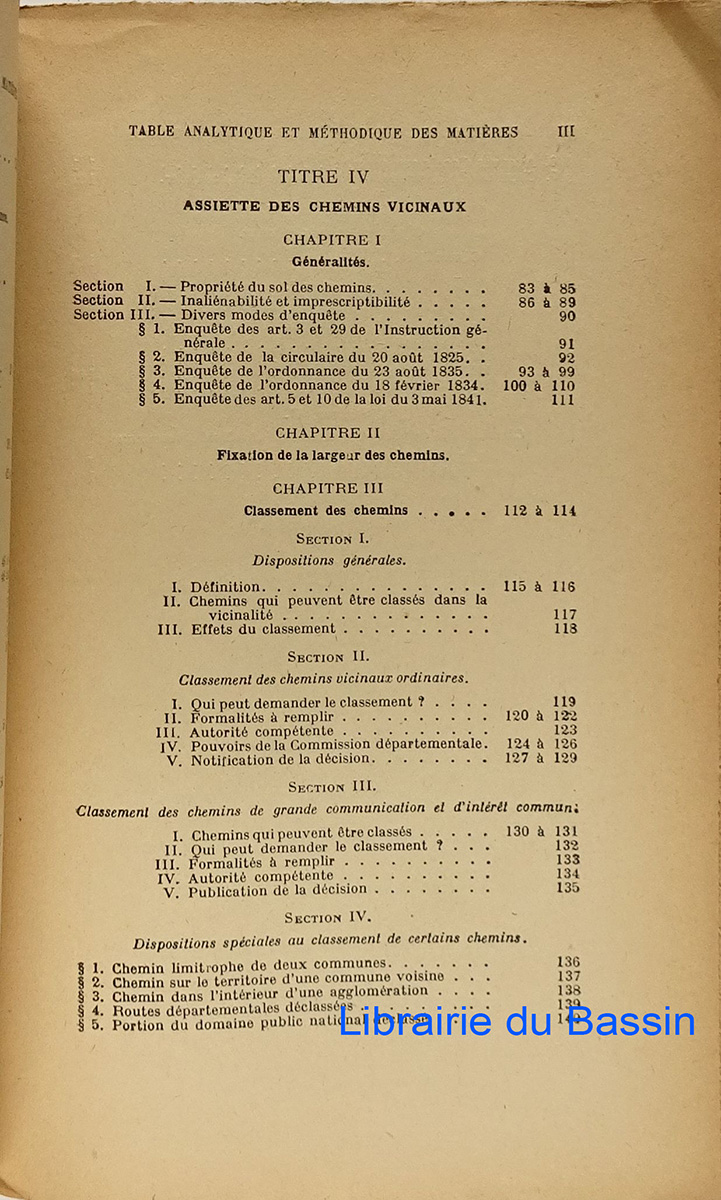 TABLE ANALYTIQUE ET MÉTHODIQUE DES MATIÈRES III
TITRE IV
ASSIETTE DES CHEMINS VICINAUX
CHAPITRE I
Généralités.
Section I. — Propriété du sol des chemins. . . . . . . . 83 à 85
Section II. — Inaliénabilité et imprescriptibilité . . . . . 86 à 89
Section III. — Divers modes d'enquête . . . . . . . . . 90
§ 1. Enquête des art. 3 et 29 de l'Instruction gé-
nérale . . . . . . . . . . . . . . . . 91
§ 2. Enquête de la circulaire du 20 août 1825. . 92
§ 3. Enquête de l'ordonnance du 23 août 1835. . 93 à 99
§ 4. Enquête de l'ordonnance du 18 février 1834. 100 à 110
§ 5. Enquête des art. 5 et 10 de la loi du 3 mai 1841. 111
CHAPITRE II
Fixation de la largeur des chemins.
CHAPITRE III
Classement des chemins . . . . . 112 à 114
Section I.
Dispositions générales.
I. Définition. . . . . . . . . . . . . . . 115 à 116
II. Chemins qui peuvent être classés dans la
vicinalité . . . . . . . . . . . . . 117
III. Effets du classement . . . . . . . . . . 118
Section II.
Classement des chemins vicinaux ordinaires.
I. Qui peut demander le classement ? . . . . 119
II. Formalités à remplir . . . . . . . . . . 120 à 122
III. Autorité compétente . . . . . . . . . . 123
IV. Pouvoirs de la Commission départementale. 124 à 126
V. Notification de la décision. . . . . . . . 127 à 129
Section III.
Classement des chemins de grande communication et d'intérêt commun;
I. Chemins qui peuvent être classés . . . . . 130 à 131
II. Qui peut demander le classement ? . . . 132
III. Formalités à remplir . . . . . . . . . . 133
IV. Autorité compétente . . . . . . . . . . 134
V. Publication de la décision . . . . . . . . 135
Section IV.
Dispositions spéciales au classement de certains chemins.
§ 1. Chemin limitrophe de deux communes. . . . . . . 136
§ 2. Chemin sur le territoire d'une commune voisine . . . 137
§ 3. Chemin dans l'intérieur d'une agglomération . . . . 138
§ 4. Routes départementales déclassées . . . . . . . . 139
§ 5. Portion du domaine public national
Librairie du Bassin